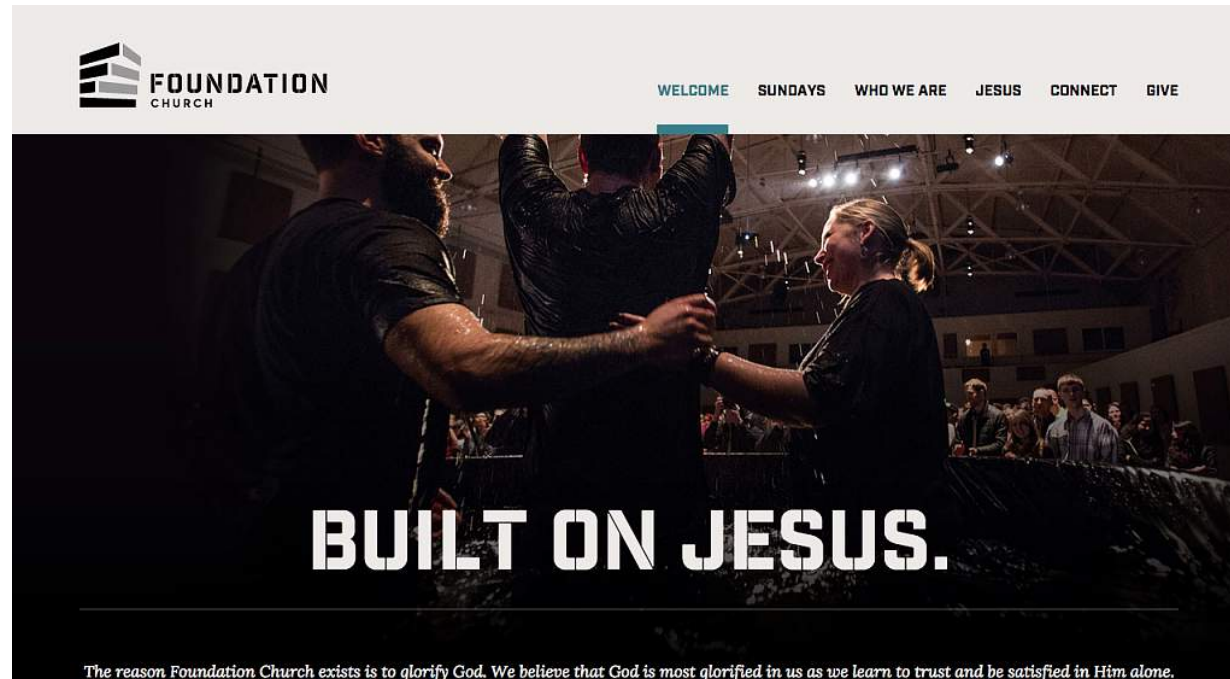 FOUNDATION
CHURCH
WELCOME SUNDAYS WHO WE ARE JESUS CONNECT GIVE
BUILT ON JESUS.
The reason Foundation Church exists is to glorify God. We believe that God is most glorified in us as we learn to trust and be satisfied in Him alone.